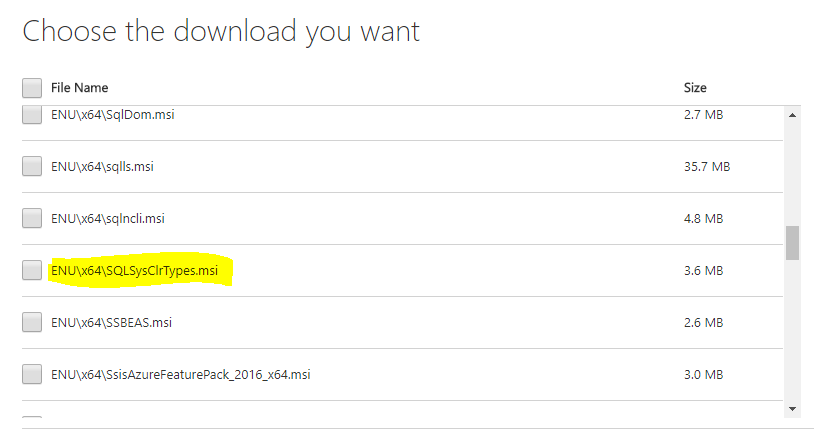 Choose the download you want
File Name Size
ENU\x64\SqlDom.msi 2.7 MB
ENU\x64\sqlls.msi 35.7 MB
ENU\x64\sqlncli.msi 4.8 MB
ENU\x64\SQLSysClrTypes.msi 3.6 MB
ENU\x64\SSBEAS.msi 2.6 MB
ENU\x64\SsisAzureFeaturePack_2016_x64.msi 3.0 MB